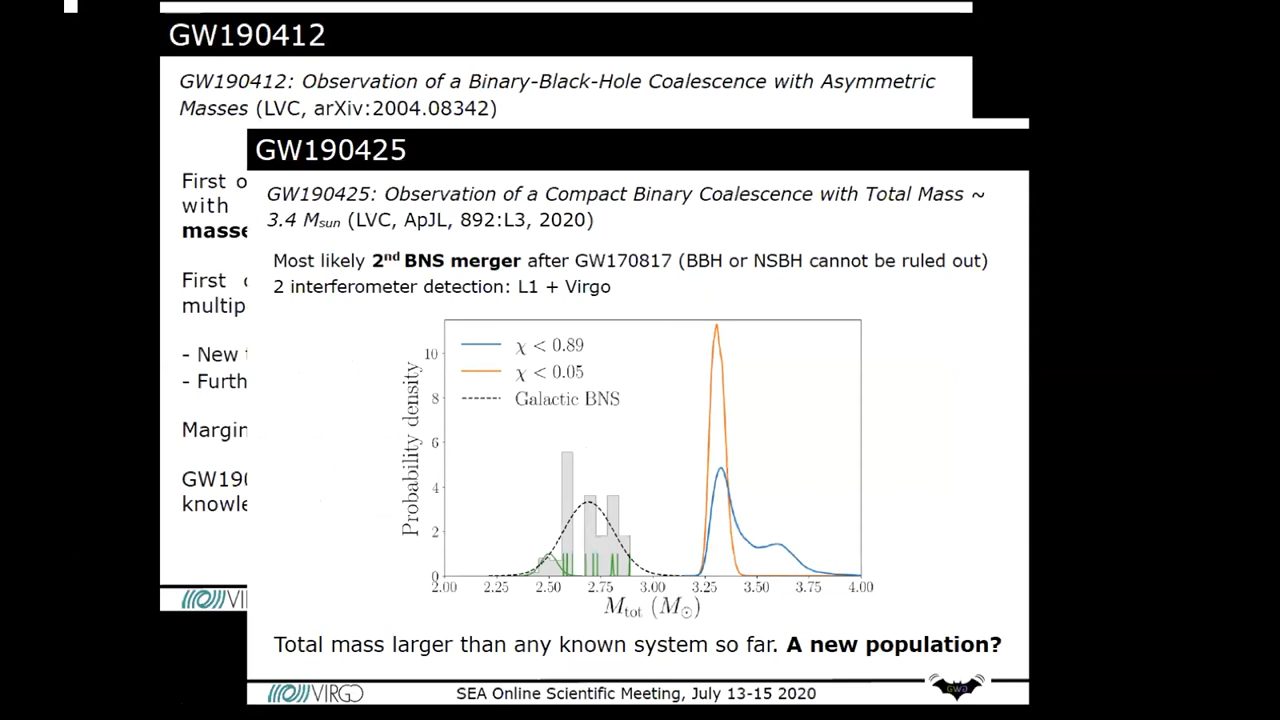 GW190412
GW190412: Observation of a Binary-Black-Hole Coalescence with Asymmetric
Masses (LVC, arXiv:2004.08342)
First
with
masse
First
multip
- New
- Furth
Margin
GW190
knowle
GW190425
GW190425: Observation of a Compact Binary Coalescence with Total Mass ~
3.4 Msun (LVC, ApJL, 892:L3, 2020)
Most likely 2nd BNS merger after GW170817 (BBH or NSBH cannot be ruled out)
2 interferometer detection: L1 + Virgo
χ < 0.89
χ < 0.05
Galactic BNS
Probability density
10
8
6
4
2
0
2.00 2.25 2.50 2.75 3.00 3.25 3.50 3.75 4.00
Mtot (M⊙)
Total mass larger than any known system so far. A new population?
VI
VIRGO
SEA Online Scientific Meeting, July 13-15 2020
GWD